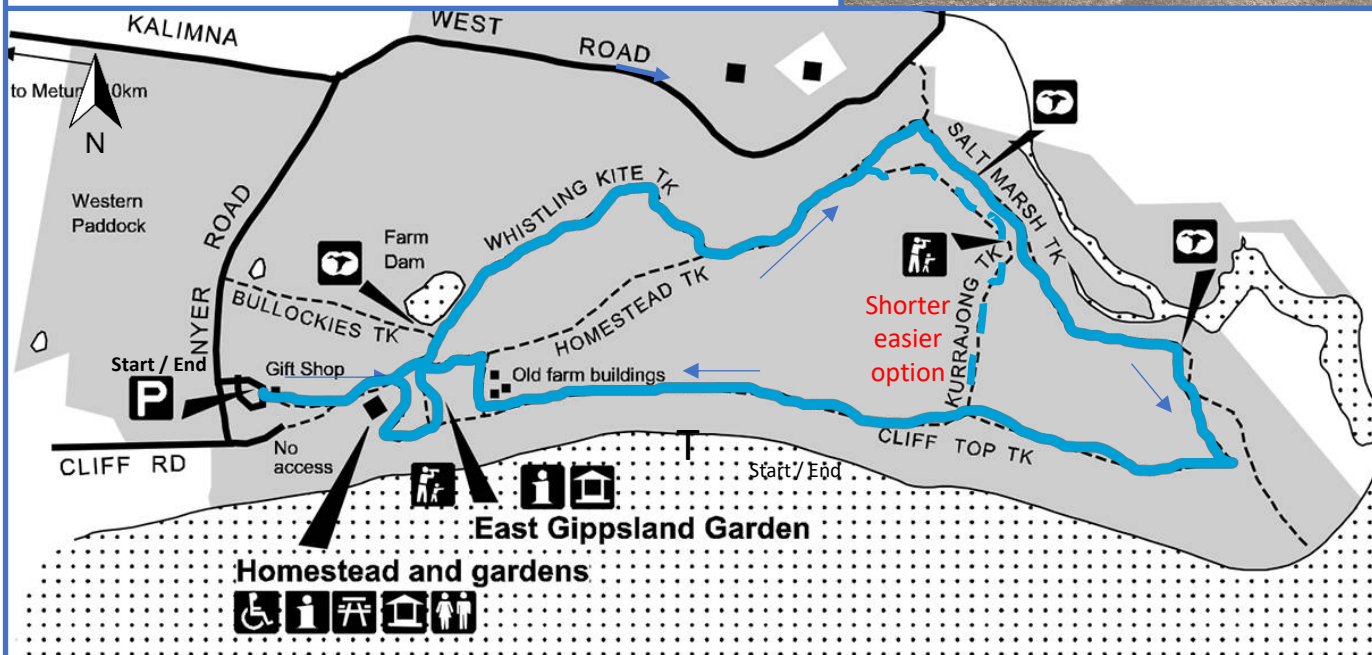 KALIMNA
WEST
ROAD
to Metun 10km
N
Western
Paddock
NYER ROAD
Farm
Dam
BULLOCKIES TK
WHISTLING KITE TK
HOMESTEAD TK
SALT MARSH TK
KURRAJONG TK
Shorter
easier
option
Start / End
P
Gift Shop
Old farm buildings
CLIFF RD
No
access
T
CLIFF TOP TK
Start / End
i
East Gippsland Garden
Homestead and gardens
i